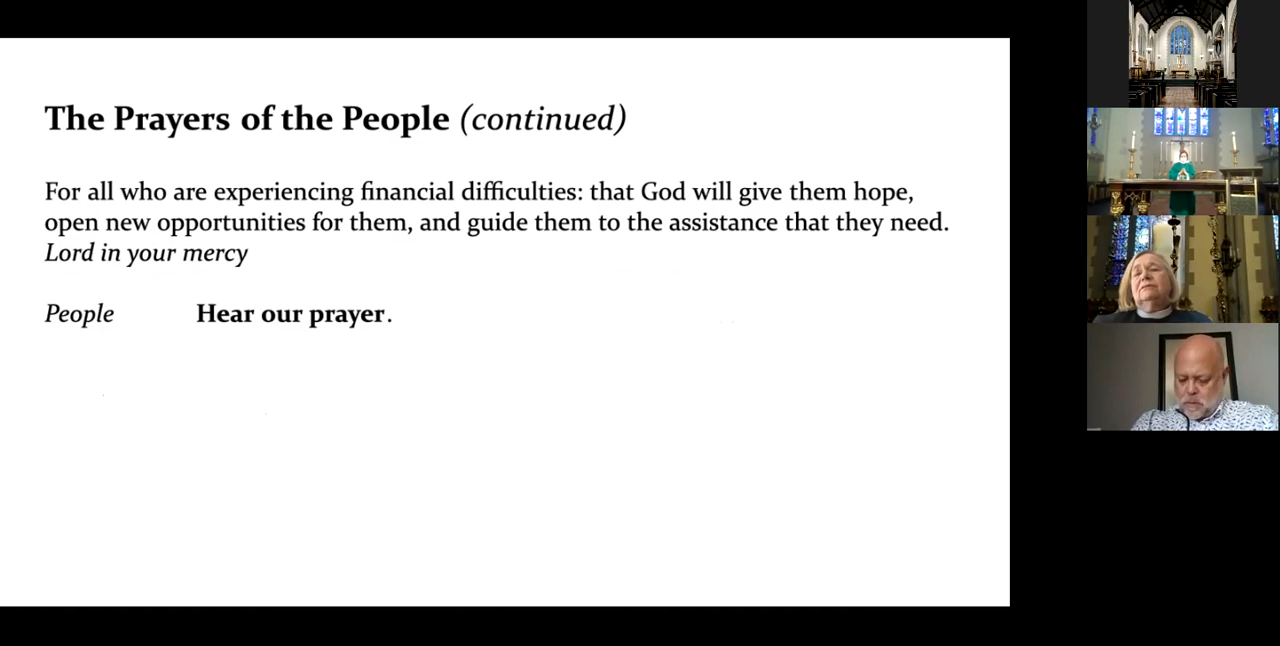 The Prayers of the People (continued)
For all who are experiencing financial difficulties: that God will give them hope,
open new opportunities for them, and guide them to the assistance that they need.
Lord in your mercy
People Hear our prayer.